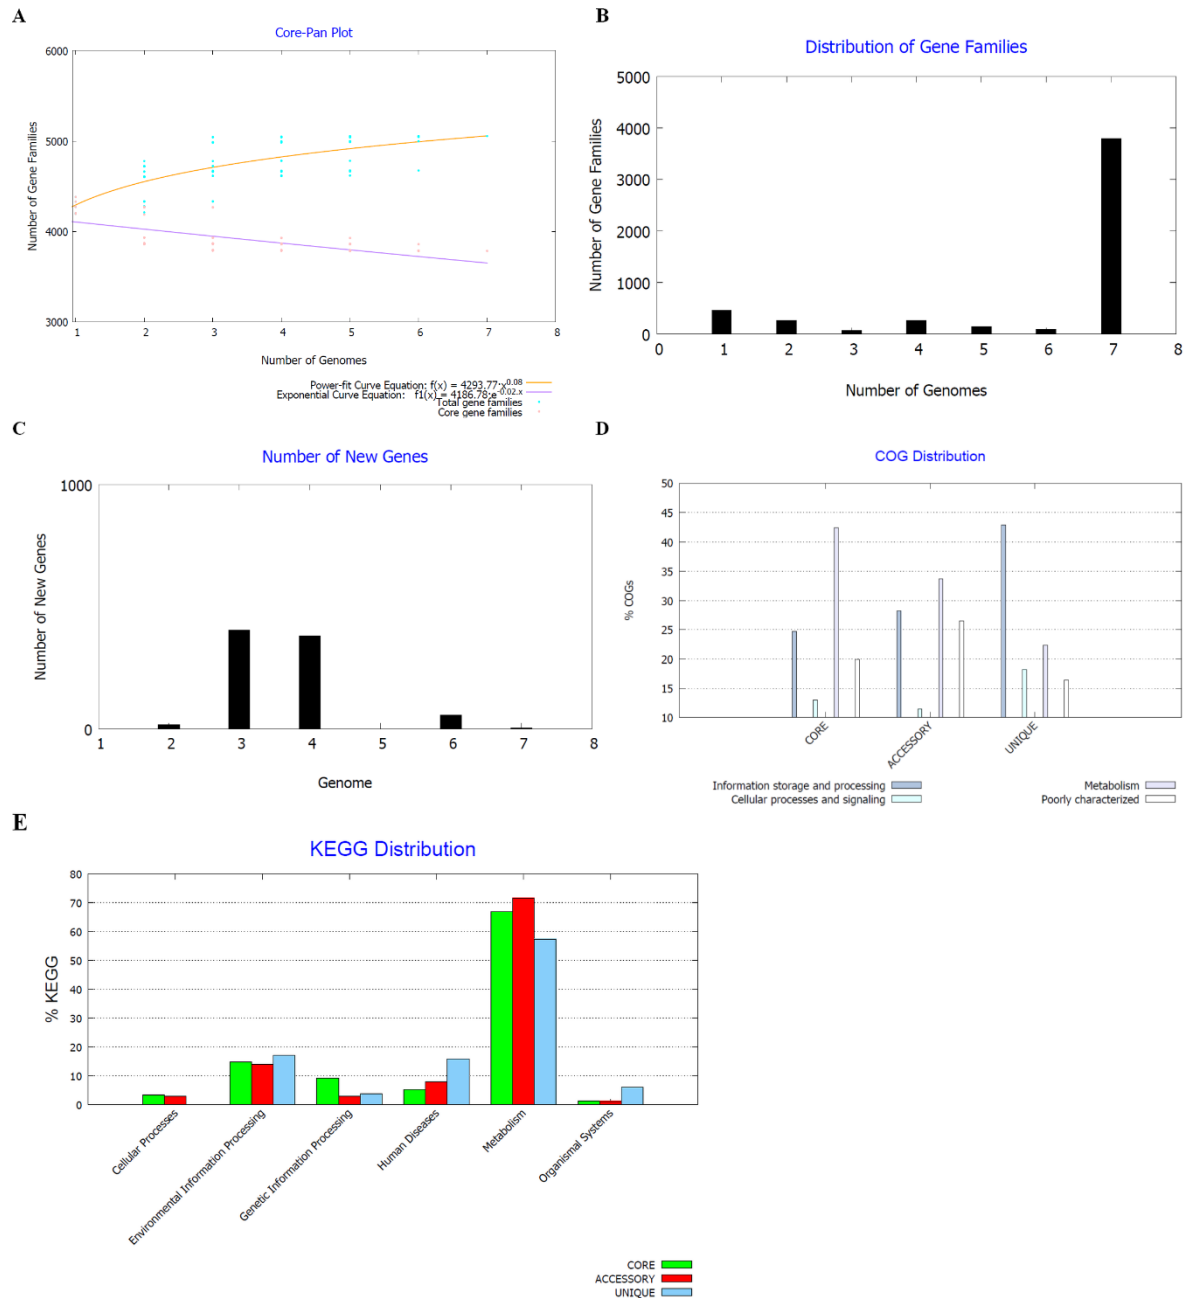 A
Core-Pan Plot
Number of Gene Families
6000
5000
4000
3000
1 2 3 4 5 6 7 8
Number of Genomes
Power-fit Curve Equation: f(x) = 4293.77·x^0.08
Exponential Curve Equation: f1(x) = 4186.78·e^-0.02.x
Total gene families
Core gene families
B
Distribution of Gene Families
Number of Gene Families
5000
4000
3000
2000
1000
0
0 1 2 3 4 5 6 7 8
Number of Genomes
C
Number of New Genes
Number of New Genes
1000
0
1 2 3 4 5 6 7 8
Genome
D
COG Distribution
% COGs
50
45
40
35
30
25
20
15
10
CORE
ACCESSORY
UNIQUE
Information storage and processing
Cellular processes and signaling
Metabolism
Poorly characterized
E
KEGG Distribution
% KEGG
80
70
60
50
40
30
20
10
0
Cellular Processes
Environmental Information Processing
Genetic Information Processing
Human Diseases
Metabolism
Organismal Systems
CORE
ACCESSORY
UNIQUE